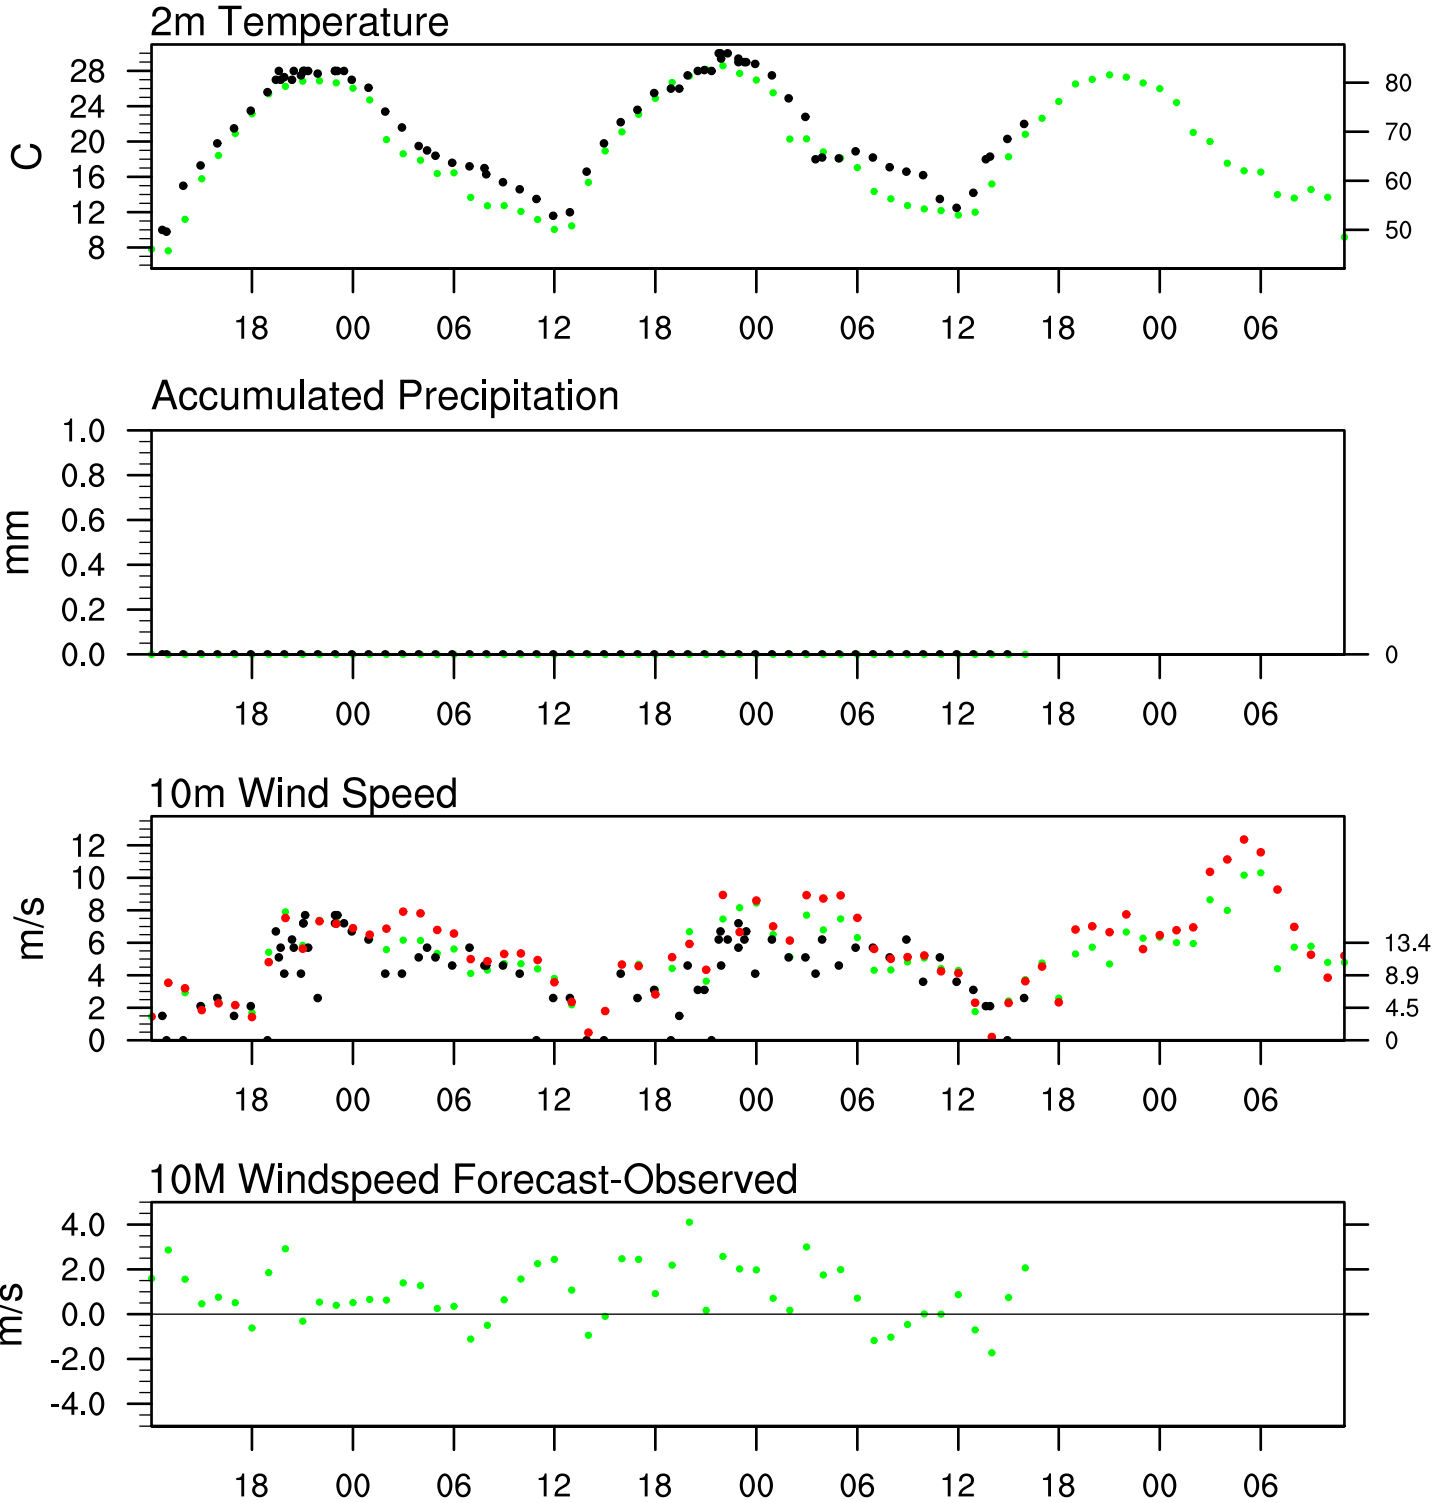 2m Temperature
28
24
20
16
12
8
C
80
70
60
50
18 00 06 12 18 00 06 12 18 00 06
Accumulated Precipitation
1.0
0.8
0.6
0.4
0.2
0.0
mm
0
18 00 06 12 18 00 06 12 18 00 06
10m Wind Speed
12
10
8
6
4
2
0
m/s
13.4
8.9
4.5
0
18 00 06 12 18 00 06 12 18 00 06
10M Windspeed Forecast-Observed
4.0
2.0
0.0
-2.0
-4.0
m/s
18 00 06 12 18 00 06 12 18 00 06